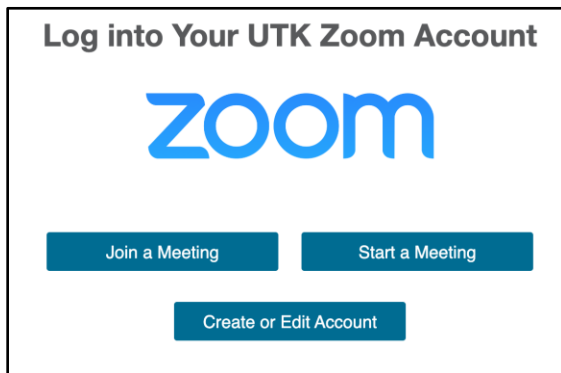 Log into Your UTK Zoom Account
zoom
Join a Meeting
Start a Meeting
Create or Edit Account